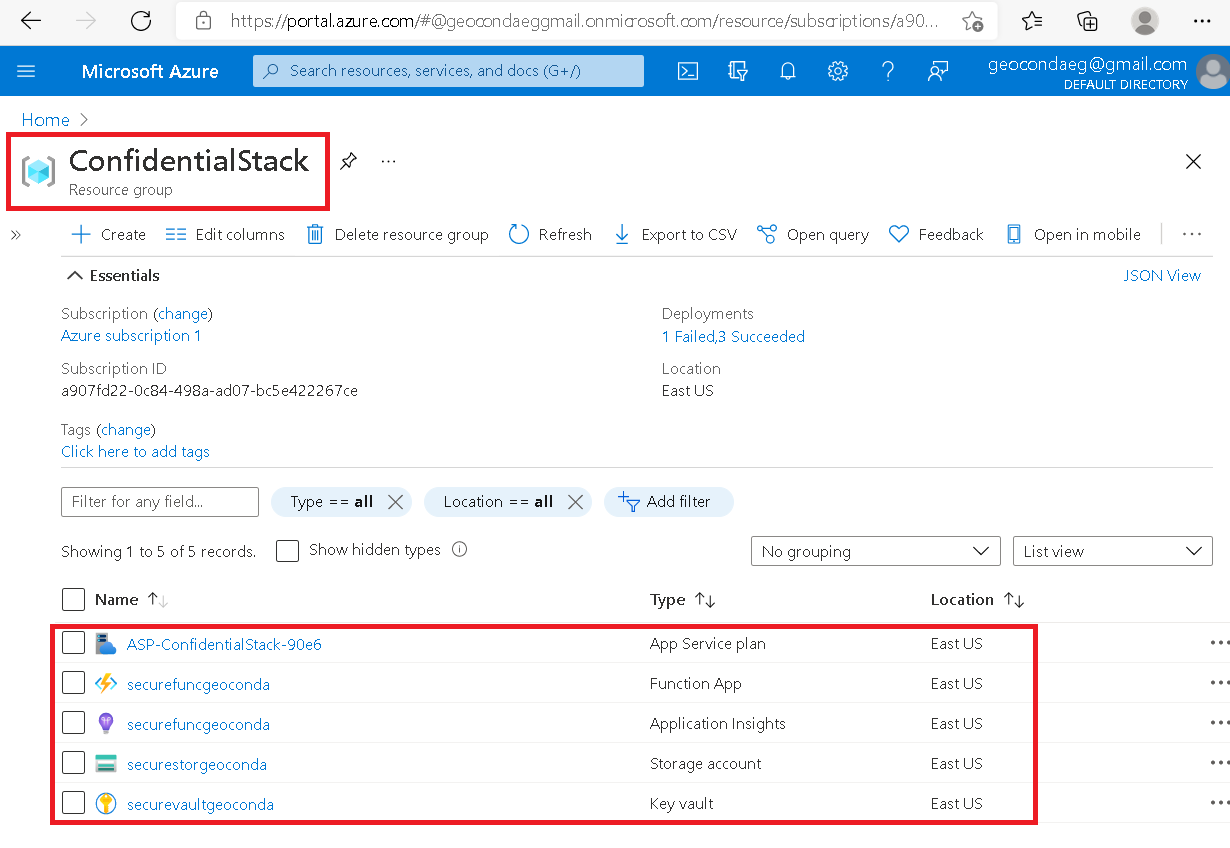 https://portal.azure.com/#@geocondaeggmail.onmicrosoft.com/resource/subscriptions/a90...
Microsoft Azure
Search resources, services, and docs (G+/)
geocondaeg@gmail.com
DEFAULT DIRECTORY
Home
ConfidentialStack
Resource group
Create
Edit columns
Delete resource group
Refresh
Export to CSV
Open query
Feedback
Open in mobile
Essentials
JSON View
Subscription (change)
Azure subscription 1
Deployments
1 Failed,3 Succeeded
Subscription ID
a907fd22-0c84-498a-ad07-bc5e422267ce
Location
East US
Tags (change)
Click here to add tags
Filter for any field...
Type == all
Location == all
Add filter
Showing 1 to 5 of 5 records.
Show hidden types
No grouping
List view
Name Type Location
ASP-ConfidentialStack-90e6 App Service plan East US
securefuncgeoconda Function App East US
securefuncgeoconda Application Insights East US
securestorgeoconda Storage account East US
securevaultgeoconda Key vault East US